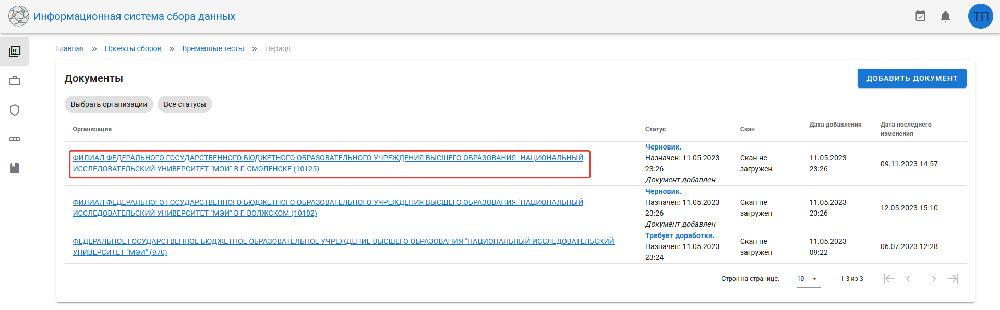 Информационная система сбора данных
ТП
Главная » Проекты сборов » Временные тесты » Период
Документы
ДОБАВИТЬ ДОКУМЕНТ
Выбрать организации
Все статусы
Организация
Статус
Скан
Дата добавления
Дата последнего
изменения
ФИЛИАЛ ФЕДЕРАЛЬНОГО ГОСУДАРСТВЕННОГО БЮДЖЕТНОГО ОБРАЗОВАТЕЛЬНОГО УЧРЕЖДЕНИЯ ВЫСШЕГО ОБРАЗОВАНИЯ "НАЦИОНАЛЬНЫЙ
ИССЛЕДОВАТЕЛЬСКИЙ УНИВЕРСИТЕТ "МЭИ" В Г. СМОЛЕНСКЕ (10125)
Черновик.
Назначен: 11.05.2023
23:26
Документ добавлен
Скан не
загружен
11.05.2023
23:26
09.11.2023 14:57
ФИЛИАЛ ФЕДЕРАЛЬНОГО ГОСУДАРСТВЕННОГО БЮДЖЕТНОГО ОБРАЗОВАТЕЛЬНОГО УЧРЕЖДЕНИЯ ВЫСШЕГО ОБРАЗОВАНИЯ "НАЦИОНАЛЬНЫЙ
ИССЛЕДОВАТЕЛЬСКИЙ УНИВЕРСИТЕТ "МЭИ" В Г. ВОЛЖСКОМ (10182)
Черновик.
Назначен: 11.05.2023
23:26
Документ добавлен
Скан не
загружен
11.05.2023
23:26
12.05.2023 15:10
ФЕДЕРАЛЬНОЕ ГОСУДАРСТВЕННОЕ БЮДЖЕТНОЕ ОБРАЗОВАТЕЛЬНОЕ УЧРЕЖДЕНИЕ ВЫСШЕГО ОБРАЗОВАНИЯ "НАЦИОНАЛЬНЫЙ ИССЛЕДОВАТЕЛЬСКИЙ
УНИВЕРСИТЕТ "МЭИ" (970)
Требует доработки.
Назначен: 11.05.2023
23:24
Скан не
загружен
11.05.2023
09:22
06.07.2023 12:28
Строк на странице:
10
1-3 из 3